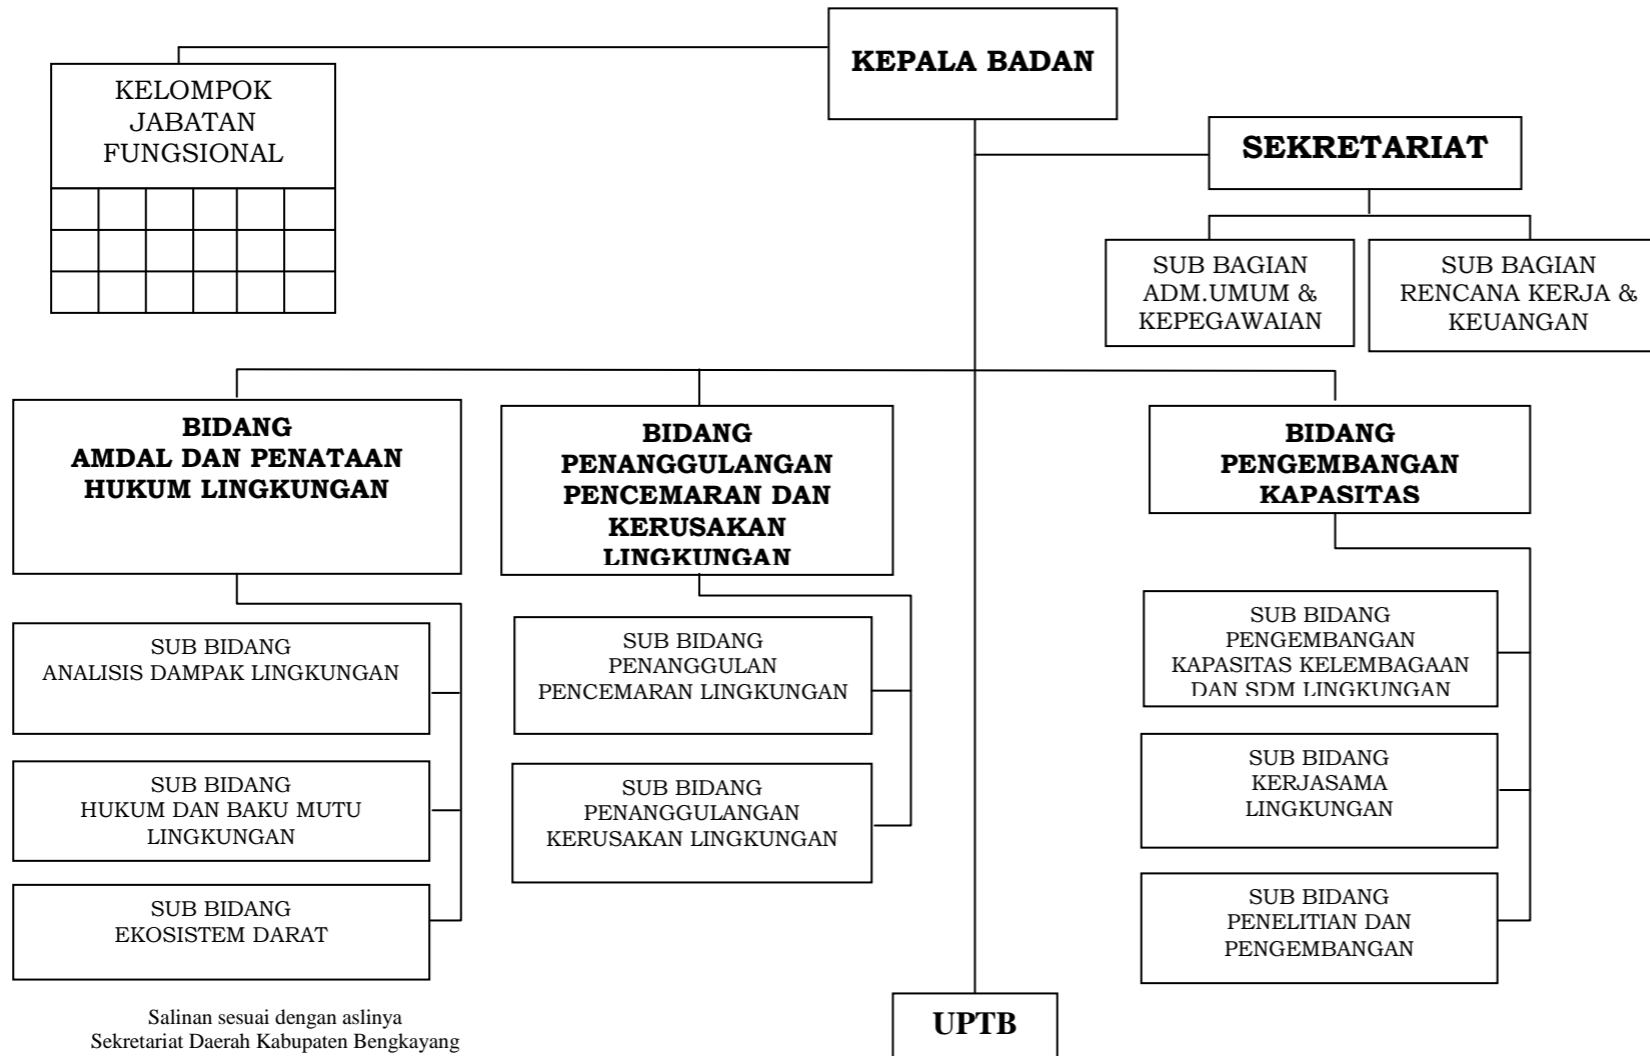 KEPALA BADAN
KELOMPOK
JABATAN
FUNGSIONAL
SEKRETARIAT
SUB BAGIAN
ADM.UMUM &
KEPEGAWAIAN
SUB BAGIAN
RENCANA KERJA &
KEUANGAN
BIDANG
AMDAL DAN PENATAAN
HUKUM LINGKUNGAN
BIDANG
PENANGGULANGAN
PENCEMARAN DAN
KERUSAKAN
LINGKUNGAN
BIDANG
PENGEMBANGAN
KAPASITAS
SUB BIDANG
ANALISIS DAMPAK LINGKUNGAN
SUB BIDANG
HUKUM DAN BAKU MUTU
LINGKUNGAN
SUB BIDANG
EKOSISTEM DARAT
SUB BIDANG
PENANGGULAN
PENCEMARAN LINGKUNGAN
SUB BIDANG
PENANGGULANGAN
KERUSAKAN LINGKUNGAN
SUB BIDANG
PENGEMBANGAN
KAPASITAS KELEMBAGAAN
DAN SDM LINGKUNGAN
SUB BIDANG
KERJASAMA
LINGKUNGAN
SUB BIDANG
PENELITIAN DAN
PENGEMBANGAN
UPTB
Salinan sesuai dengan aslinya
Sekretariat Daerah Kabupaten Bengkayang